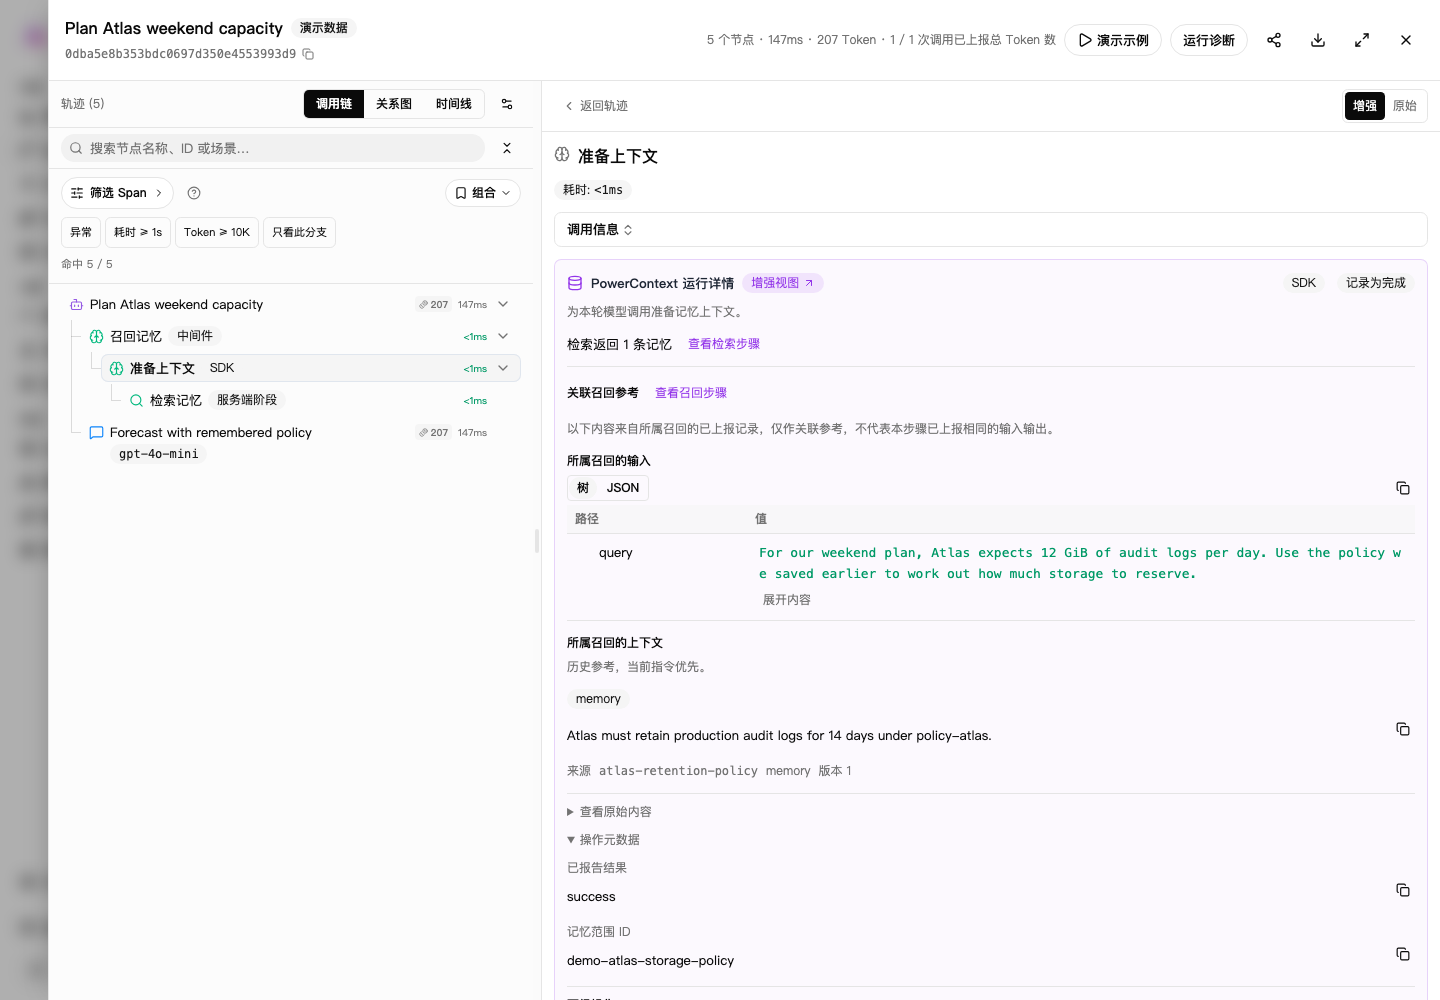 Plan Atlas weekend capacity 演示数据
0dba5e8b353bdc0697d350e4553993d9
5 个节点 · 147ms · 207 Token · 1 / 1 次调用已上报总 Token 数
演示示例
运行诊断
轨迹 (5)
调用链 关系图 时间线
搜索节点名称、ID 或场景...
筛选 Span
组合
异常 耗时 ≥ 1s Token ≥ 10K 只看此分支
命中 5 / 5
Plan Atlas weekend capacity 207 147ms
召回记忆 中间件 <1ms
准备上下文 SDK <1ms
检索记忆 服务端阶段 <1ms
Forecast with remembered policy 207 147ms
gpt-4o-mini
返回轨迹
增强 原始
准备上下文
耗时: <1ms
调用信息
PowerContext 运行详情 增强视图 SDK 记录为完成
为本轮模型调用准备记忆上下文。
检索返回 1 条记忆 查看检索步骤
关联召回参考 查看召回步骤
以下内容来自所属召回的已上报记录，仅作关联参考，不代表本步骤已上报相同的输入输出。
所属召回的输入
树 JSON
路径 值
query For our weekend plan, Atlas expects 12 GiB of audit logs per day. Use the policy w
e saved earlier to work out how much storage to reserve.
展开内容
所属召回的上下文
历史参考，当前指令优先。
memory
Atlas must retain production audit logs for 14 days under policy-atlas.
来源 atlas-retention-policy memory 版本 1
查看原始内容
操作元数据
已报告结果
success
记忆范围 ID
demo-atlas-storage-policy